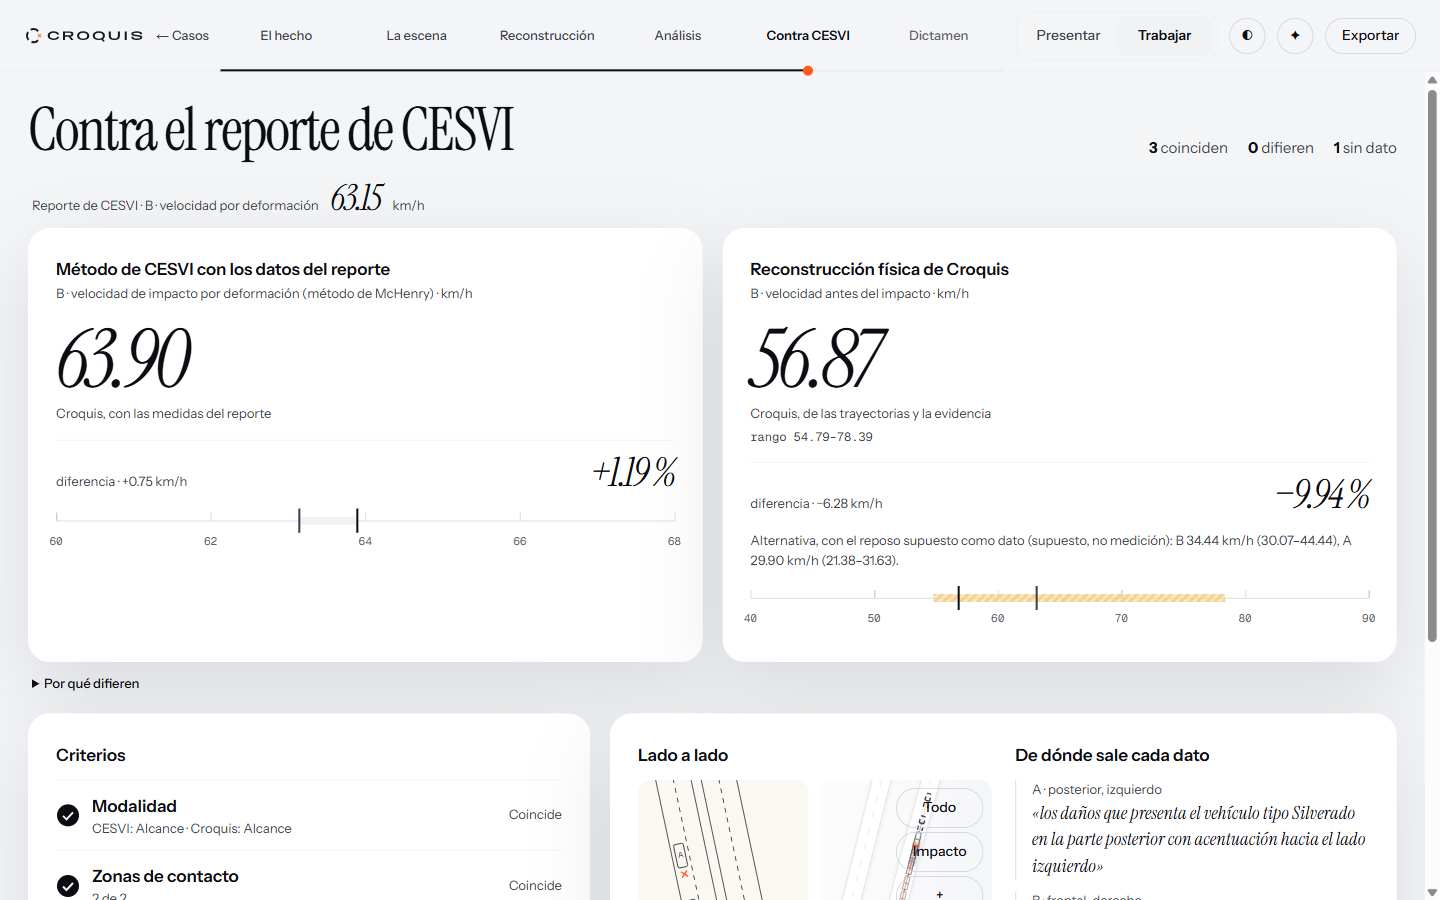 CROQUIS
← Casos
El hecho
La escena
Reconstrucción
Análisis
Contra CESVI
Dictamen
Presentar
Trabajar
Exportar
Contra el reporte de CESVI
3 coinciden 0 difieren 1 sin dato
Reporte de CESVI · B · velocidad por deformación 63.15 km/h
Método de CESVI con los datos del reporte
B · velocidad de impacto por deformación (método de McHenry) · km/h
63.90
Croquis, con las medidas del reporte
diferencia · +0.75 km/h
+1.19 %
60 62 64 66 68
Reconstrucción física de Croquis
B · velocidad antes del impacto · km/h
56.87
Croquis, de las trayectorias y la evidencia
rango 54.79–78.39
diferencia · −6.28 km/h
−9.94 %
Alternativa, con el reposo supuesto como dato (supuesto, no medición): B 34.44 km/h (30.07–44.44), A
29.90 km/h (21.38–31.63).
40 50 60 70 80 90
Por qué difieren
Criterios
Modalidad
CESVI: Alcance · Croquis: Alcance
Coincide
Zonas de contacto
2 de 2
Coincide
Lado a lado
A
Todo
Impacto
+
De dónde sale cada dato
A · posterior, izquierdo
«los daños que presenta el vehículo tipo Silverado
en la parte posterior con acentuación hacia el lado
izquierdo»
B · frontal, derecho